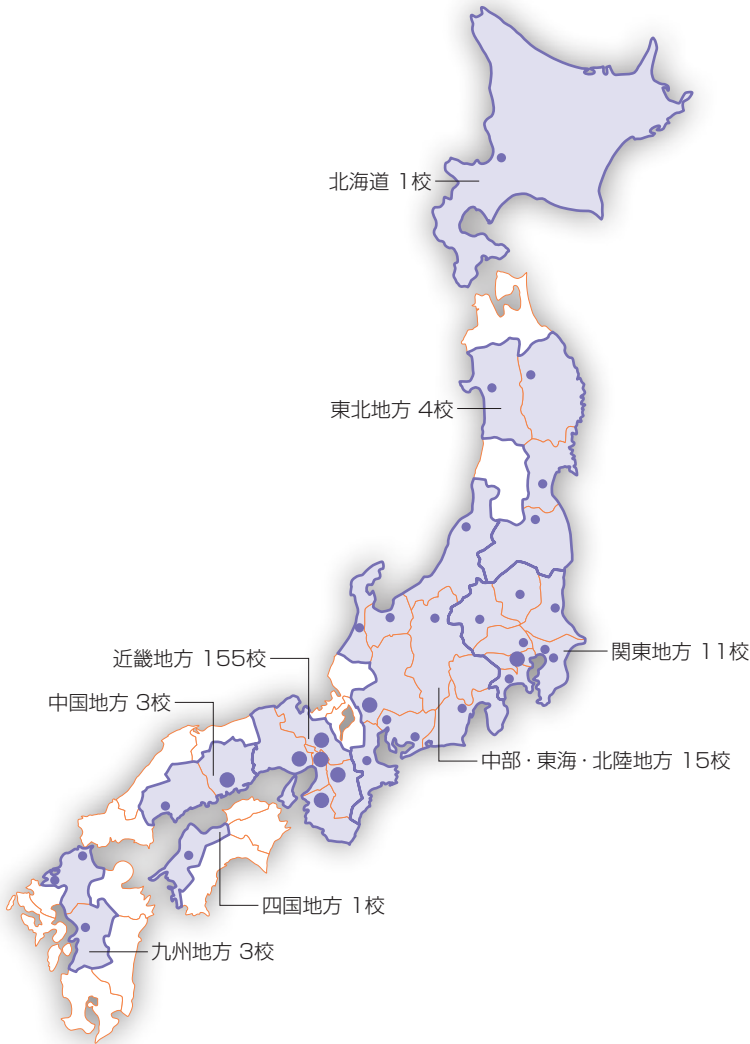 北海道 1校
東北地方 4校
近畿地方 155校
関東地方 11校
中国地方 3校
中部・東海・北陸地方 15校
四国地方 1校
九州地方 3校